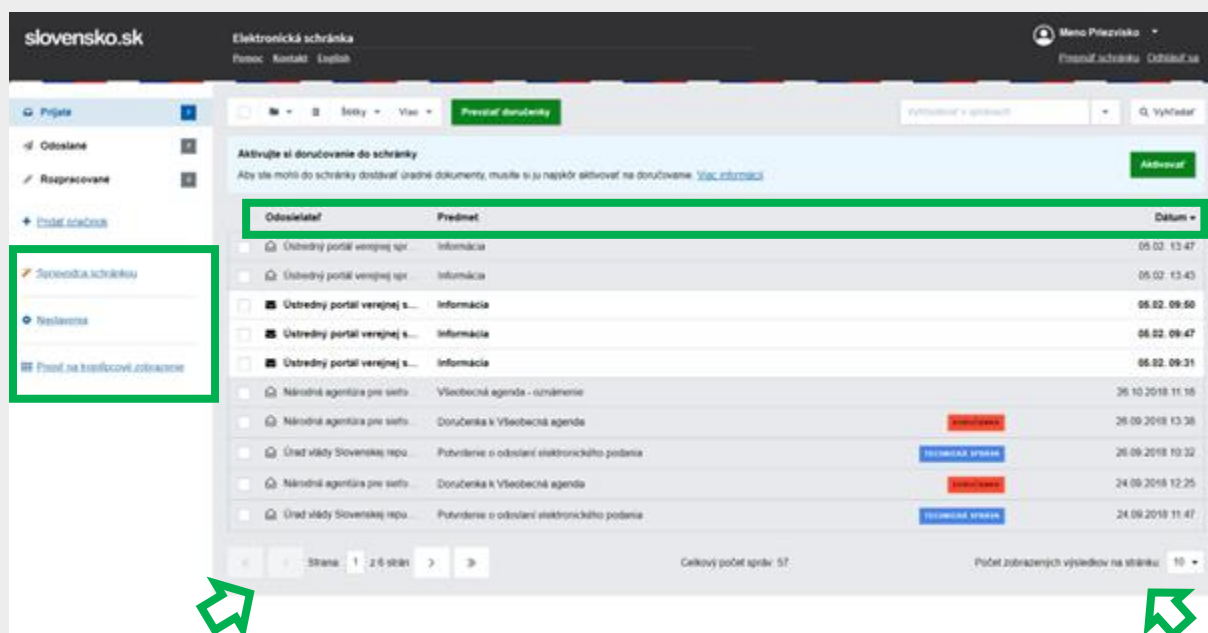 slovensko.sk
Elektronická schránka
Pomoc Kontakt English
Meno Priezvisko
Prepnúť schránku Odhlásiť sa
Prijaté
Odoslané
Rozpracované
Pridať priečinok
Sprievodca schránkou
Nastavenia
Prejsť na trojstĺpcové zobrazenie
Štítky Viac Prevziať doručenky
Vyhľadávať v správach Vyhľadať
Aktivujte si doručovanie do schránky
Aby ste mohli do schránky dostávať úradné dokumenty, musíte si ju najskôr aktivovať na doručovanie. Viac informácií
Aktivovať
Odosielateľ Predmet Dátum
Ústredný portál verejnej spr... Informácia 05.02. 13:47
Ústredný portál verejnej spr... Informácia 05.02. 13:43
Ústredný portál verejnej s... Informácia 05.02. 09:50
Ústredný portál verejnej s... Informácia 05.02. 09:47
Ústredný portál verejnej s... Informácia 05.02. 09:31
Národná agentúra pre sieťo... Všeobecná agenda - oznámenie 26.10.2018 11:18
Národná agentúra pre sieťo... Doručenka k Všeobecná agenda DORUČENKA 26.09.2018 13:38
Úrad vlády Slovenskej repu... Potvrdenie o odoslaní elektronického podania TECHNICKÁ SPRÁVA 26.09.2018 10:32
Národná agentúra pre sieťo... Doručenka k Všeobecná agenda DORUČENKA 24.09.2018 12:25
Úrad vlády Slovenskej repu... Potvrdenie o odoslaní elektronického podania TECHNICKÁ SPRÁVA 24.09.2018 11:47
Strana 1 z 6 strán Celkový počet správ: 57 Počet zobrazených výsledkov na stránku: 10